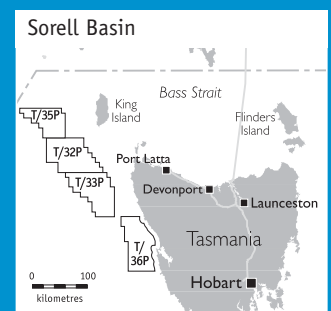 Sorell Basin
Bass Strait
King
Island
Flinders
Island
T/35P
T/32P
Port Latta
T/33P
Devonport
Launceston
T/
36P
Tasmania
Hobart
0 100
kilometres